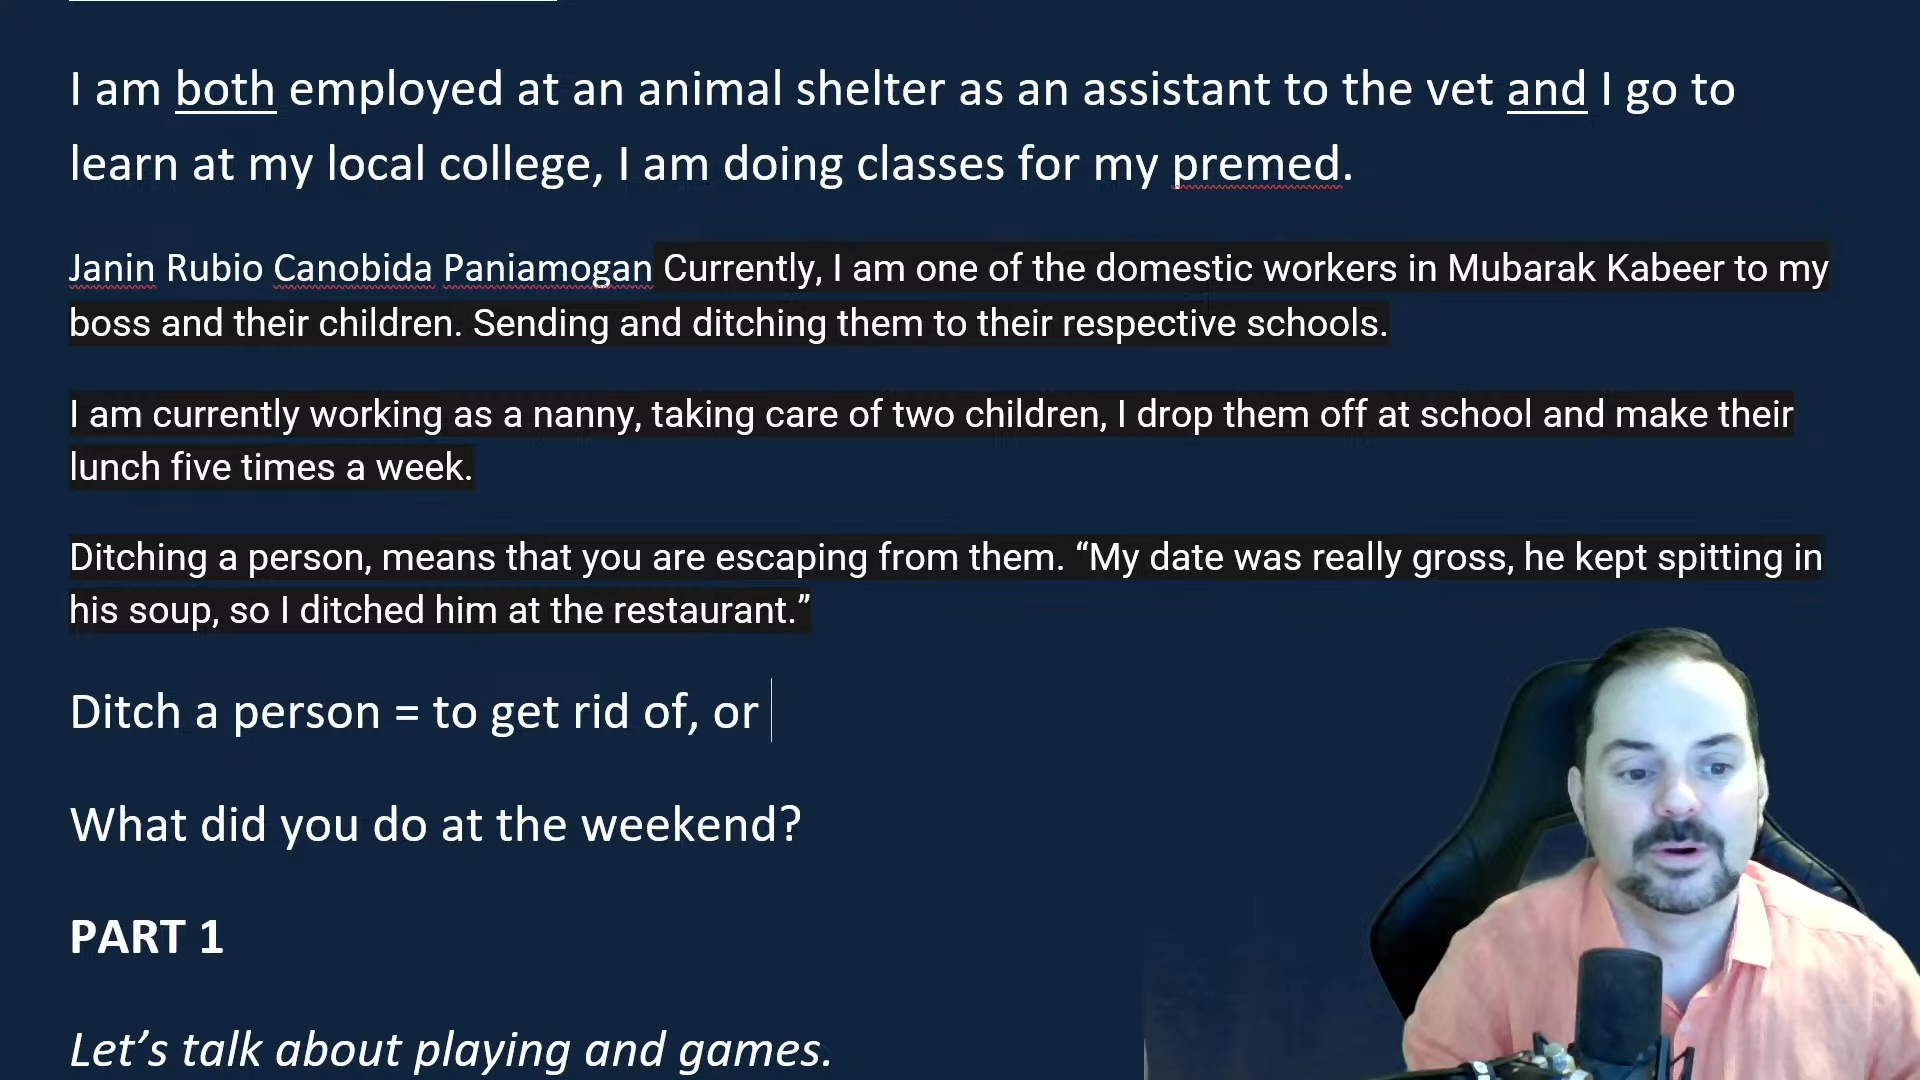 I am both employed at an animal shelter as an assistant to the vet and I go to
learn at my local college, I am doing classes for my premed.
Janin Rubio Canobida Paniamogan Currently, I am one of the domestic workers in Mubarak Kabeer to my
boss and their children. Sending and ditching them to their respective schools.
I am currently working as a nanny, taking care of two children, I drop them off at school and make their
lunch five times a week.
Ditching a person, means that you are escaping from them. “My date was really gross, he kept spitting in
his soup, so I ditched him at the restaurant.”
Ditch a person = to get rid of, or
What did you do at the weekend?
PART 1
Let’s talk about playing and games.